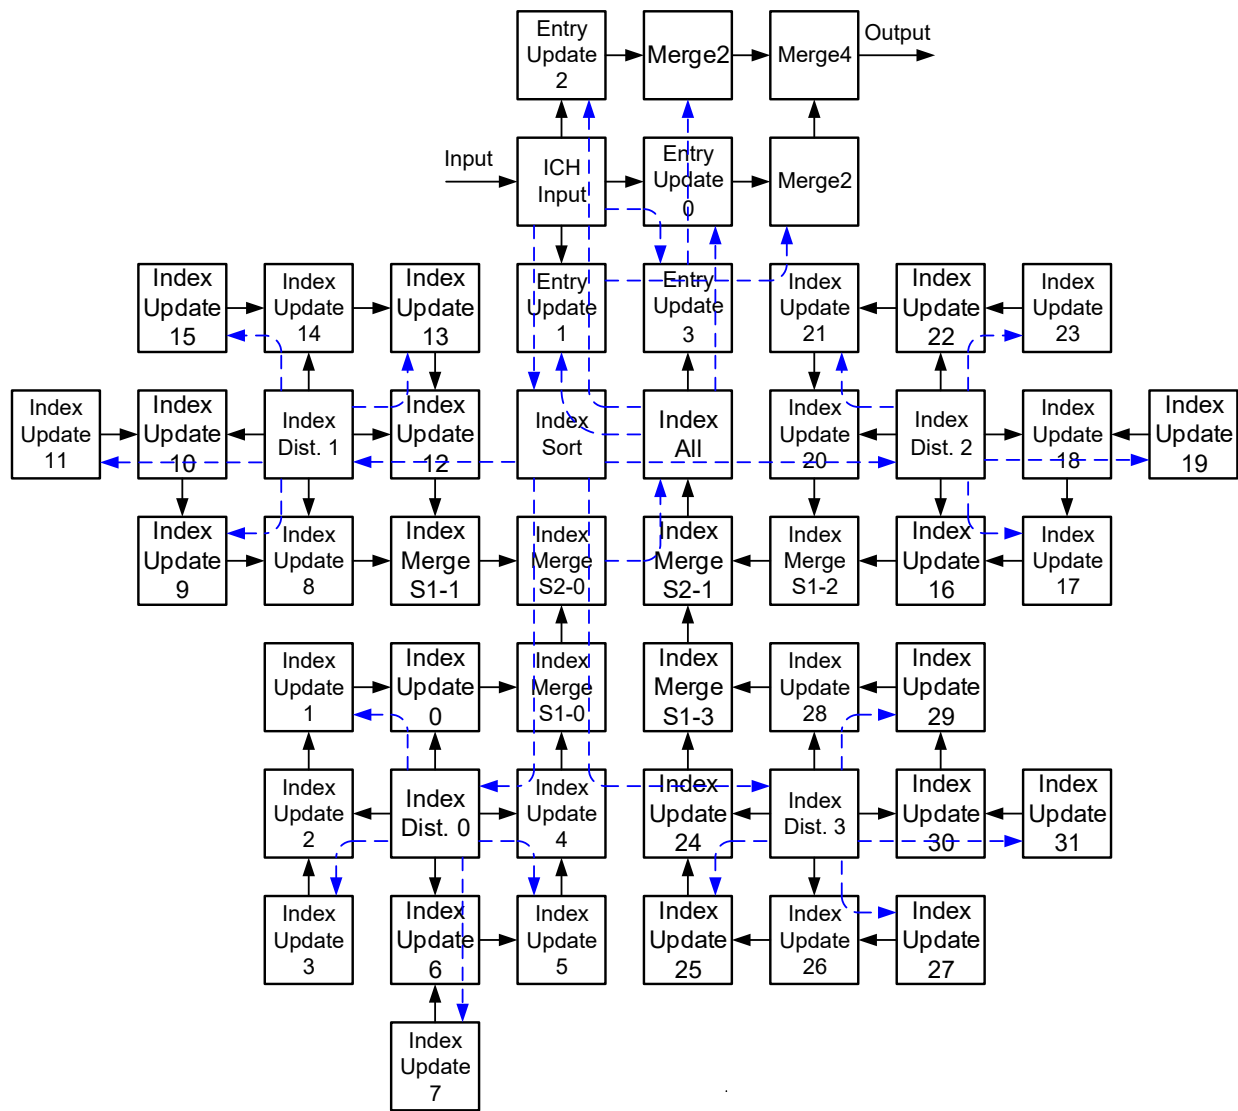 Entry
Update
2
Merge2
Merge4
Output
Input
ICH
Input
Entry
Update
0
Merge2
Index
Update
15
Index
Update
14
Index
Update
13
Entry
Update
1
Entry
Update
3
Index
Update
21
Index
Update
22
Index
Update
23
Index
Update
11
Index
Update
10
Index
Dist. 1
Index
Update
12
Index
Sort
Index
All
Index
Update
20
Index
Dist. 2
Index
Update
18
Index
Update
19
Index
Update
9
Index
Update
8
Index
Merge
S1-1
Index
Merge
S2-0
Index
Merge
S2-1
Index
Merge
S1-2
Index
Update
16
Index
Update
17
Index
Update
1
Index
Update
0
Index
Merge
S1-0
Index
Merge
S1-3
Index
Update
28
Index
Update
29
Index
Update
2
Index
Dist. 0
Index
Update
4
Index
Update
24
Index
Dist. 3
Index
Update
30
Index
Update
31
Index
Update
3
Index
Update
6
Index
Update
5
Index
Update
25
Index
Update
26
Index
Update
27
Index
Update
7